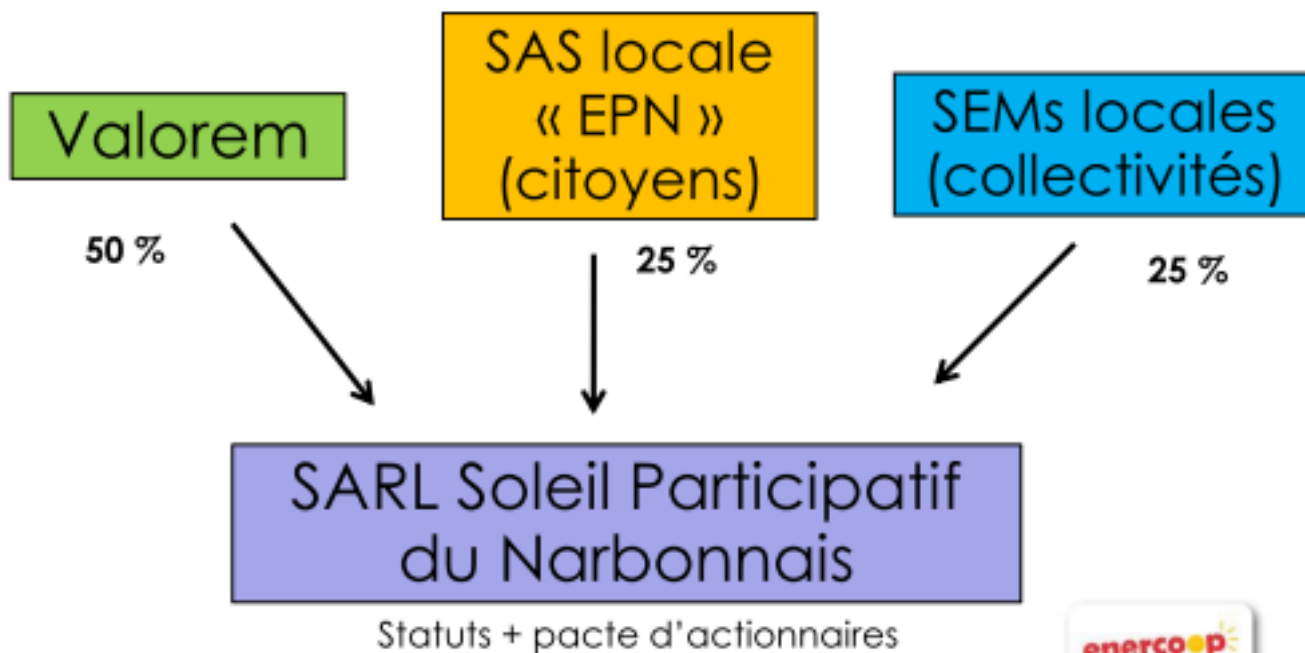 Valorem
50 %
SAS locale
« EPN »
(citoyens)
25 %
SEMs locales
(collectivités)
25 %
SARL Soleil Participatif
du Narbonnais
Statuts + pacte d'actionnaires
enercoop